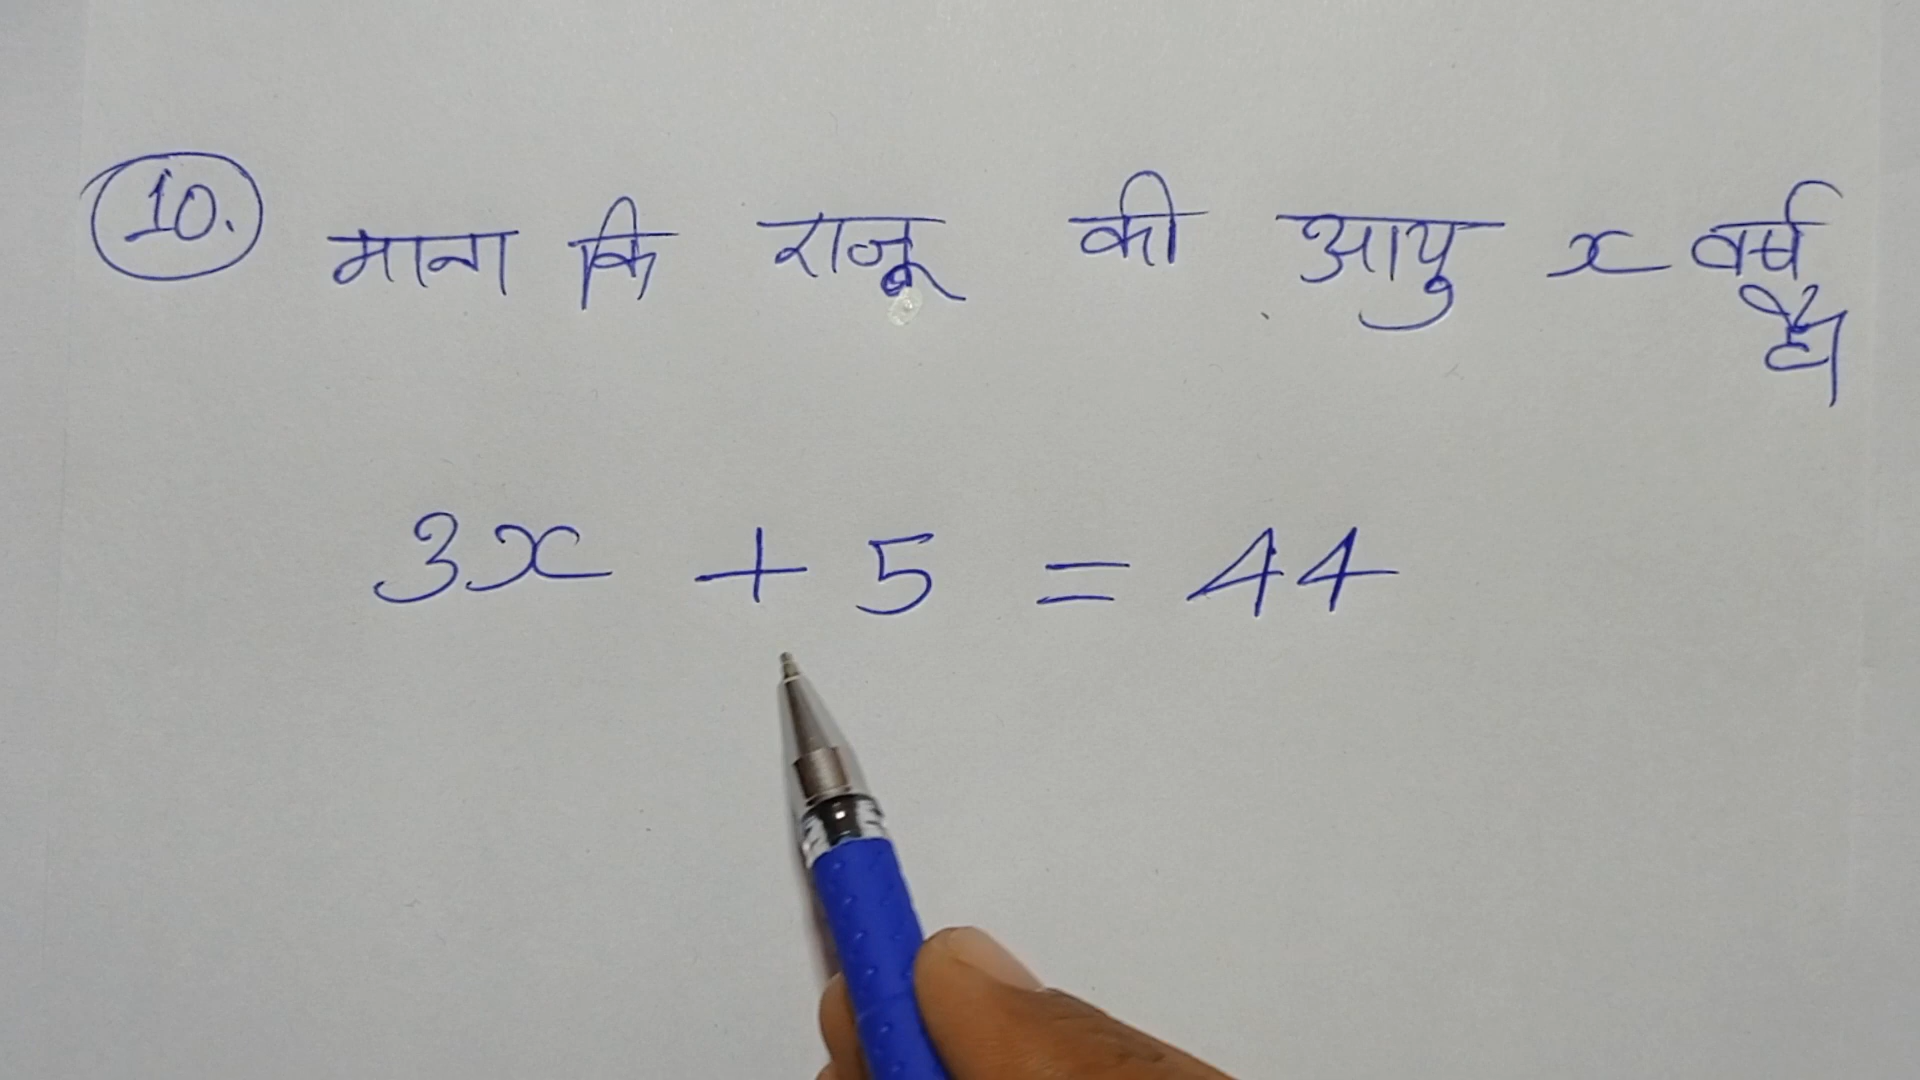 10. माना कि राजू की आयु x वर्ष
है
3x + 5 = 44